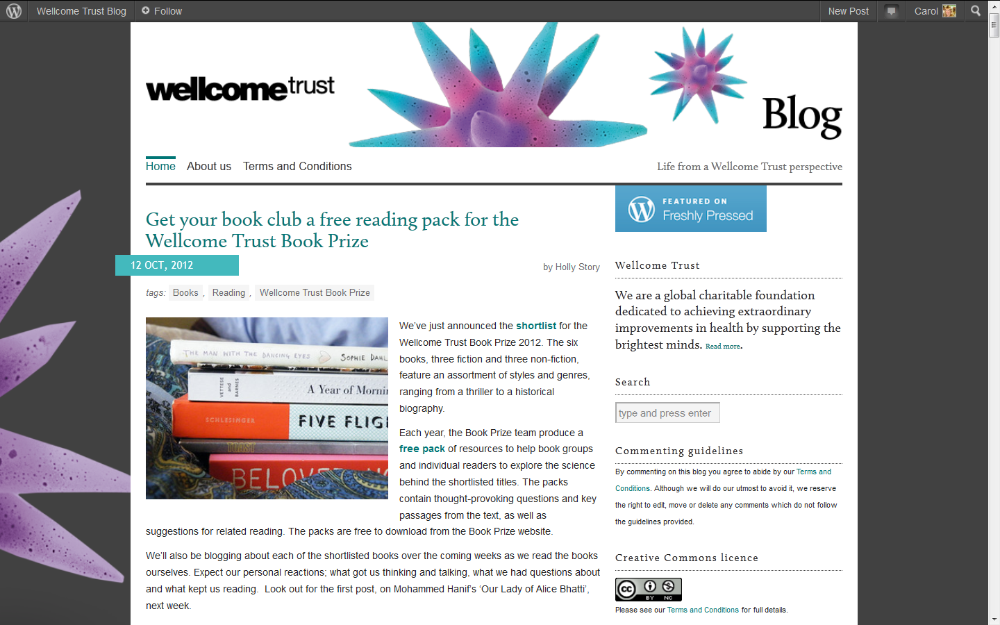 Wellcome Trust Blog
Follow
New Post
Carol
wellcometrust
Blog
Home
About us
Terms and Conditions
Life from a Wellcome Trust perspective
Get your book club a free reading pack for the
Wellcome Trust Book Prize
12 OCT, 2012
by Holly Story
tags: Books , Reading , Wellcome Trust Book Prize
THE MAN WITH THE DANCING EYES SOPHIE DAHL
VETTESE and BARNES A Year of Mornin
SCHLESINGER FIVE FLIG
TOAST
BELOVE
We've just announced the shortlist for the
Wellcome Trust Book Prize 2012. The six
books, three fiction and three non-fiction,
feature an assortment of styles and genres,
ranging from a thriller to a historical
biography.
Each year, the Book Prize team produce a
free pack of resources to help book groups
and individual readers to explore the science
behind the shortlisted titles. The packs
contain thought-provoking questions and key
passages from the text, as well as
suggestions for related reading. The packs are free to download from the Book Prize website.
We'll also be blogging about each of the shortlisted books over the coming weeks as we read the books
ourselves. Expect our personal reactions; what got us thinking and talking, what we had questions about
and what kept us reading.  Look out for the first post, on Mohammed Hanif's ‘Our Lady of Alice Bhatti’,
next week.
FEATURED ON
Freshly Pressed
Wellcome Trust
We are a global charitable foundation
dedicated to achieving extraordinary
improvements in health by supporting the
brightest minds. Read more.
Search
type and press enter
Commenting guidelines
By commenting on this blog you agree to abide by our Terms and
Conditions. Although we will do our utmost to avoid it, we reserve
the right to edit, move or delete any comments which do not follow
the guidelines provided.
Creative Commons licence
cc
BY NC
Please see our Terms and Conditions for full details.